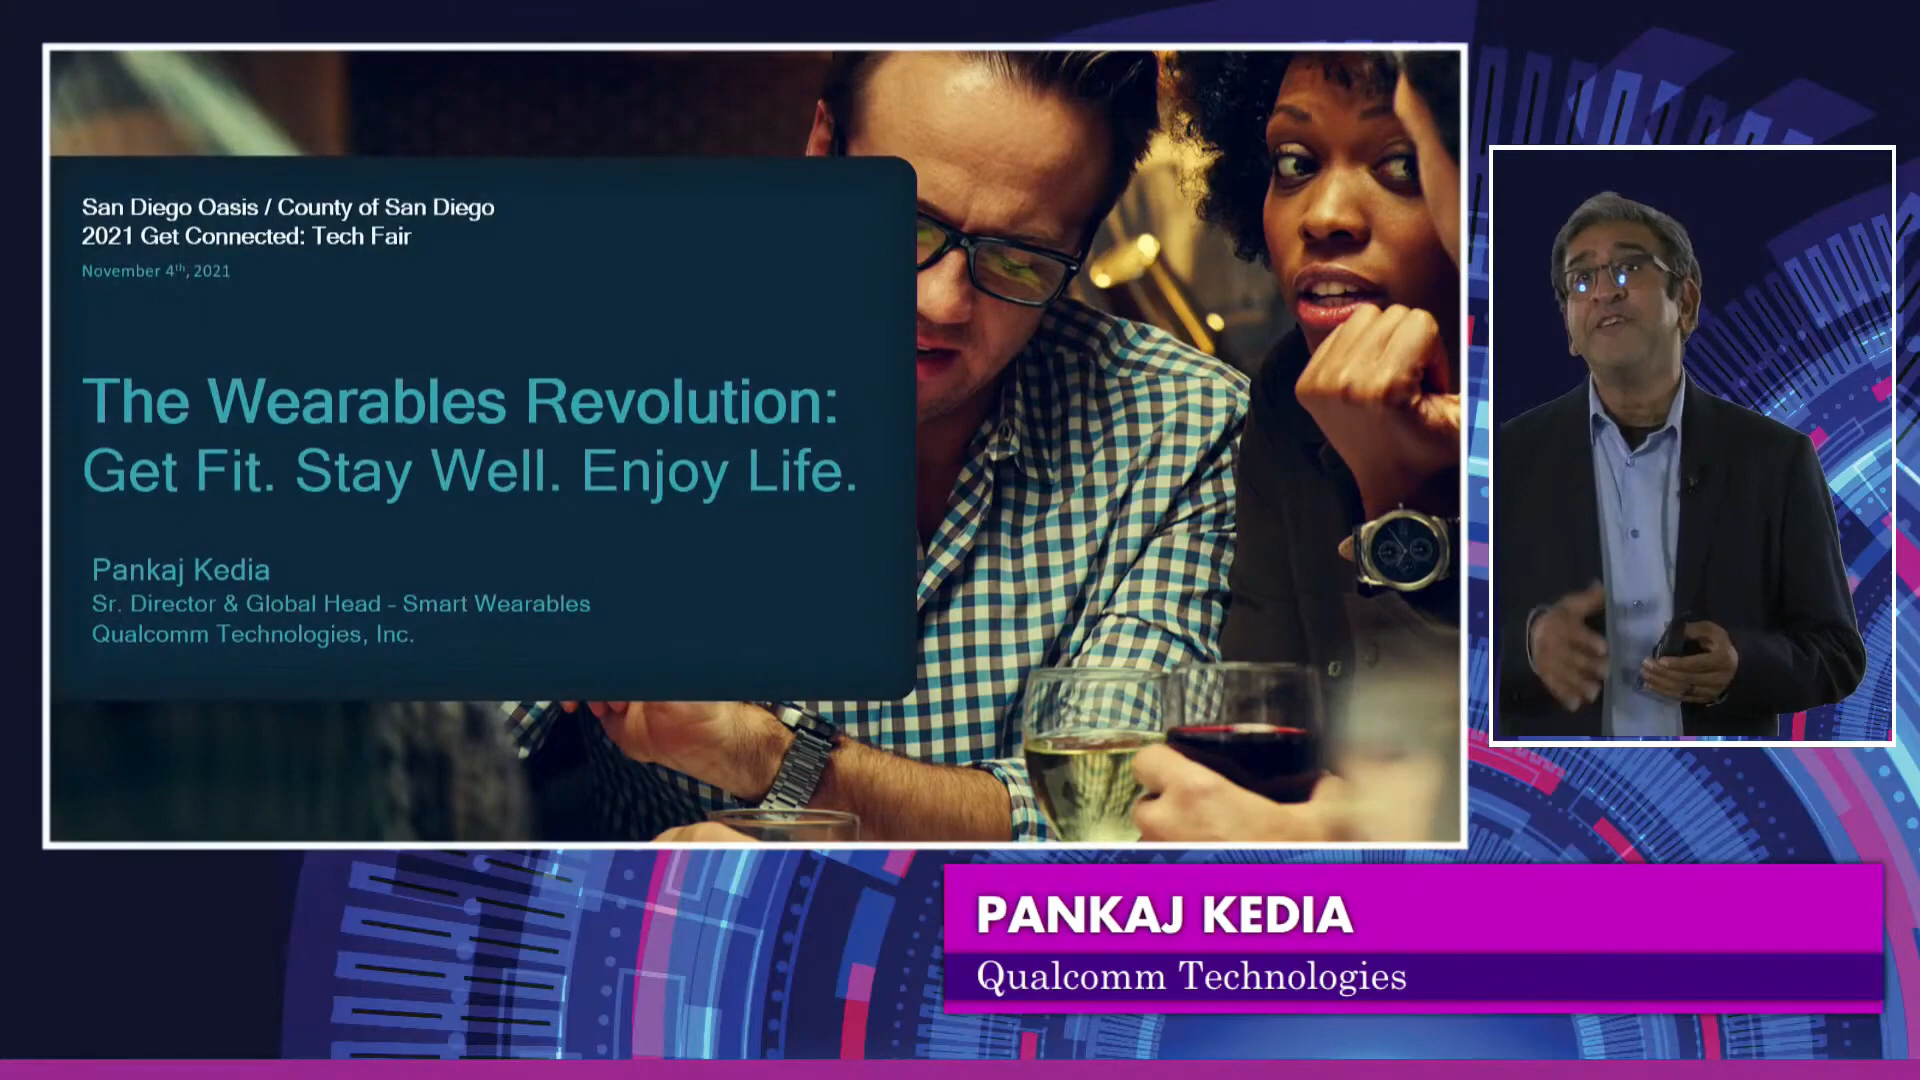 San Diego Oasis / County of San Diego
2021 Get Connected: Tech Fair
November 4th, 2021
The Wearables Revolution:
Get Fit. Stay Well. Enjoy Life.
Pankaj Kedia
Sr. Director & Global Head – Smart Wearables
Qualcomm Technologies, Inc.
PANKAJ KEDIA
Qualcomm Technologies